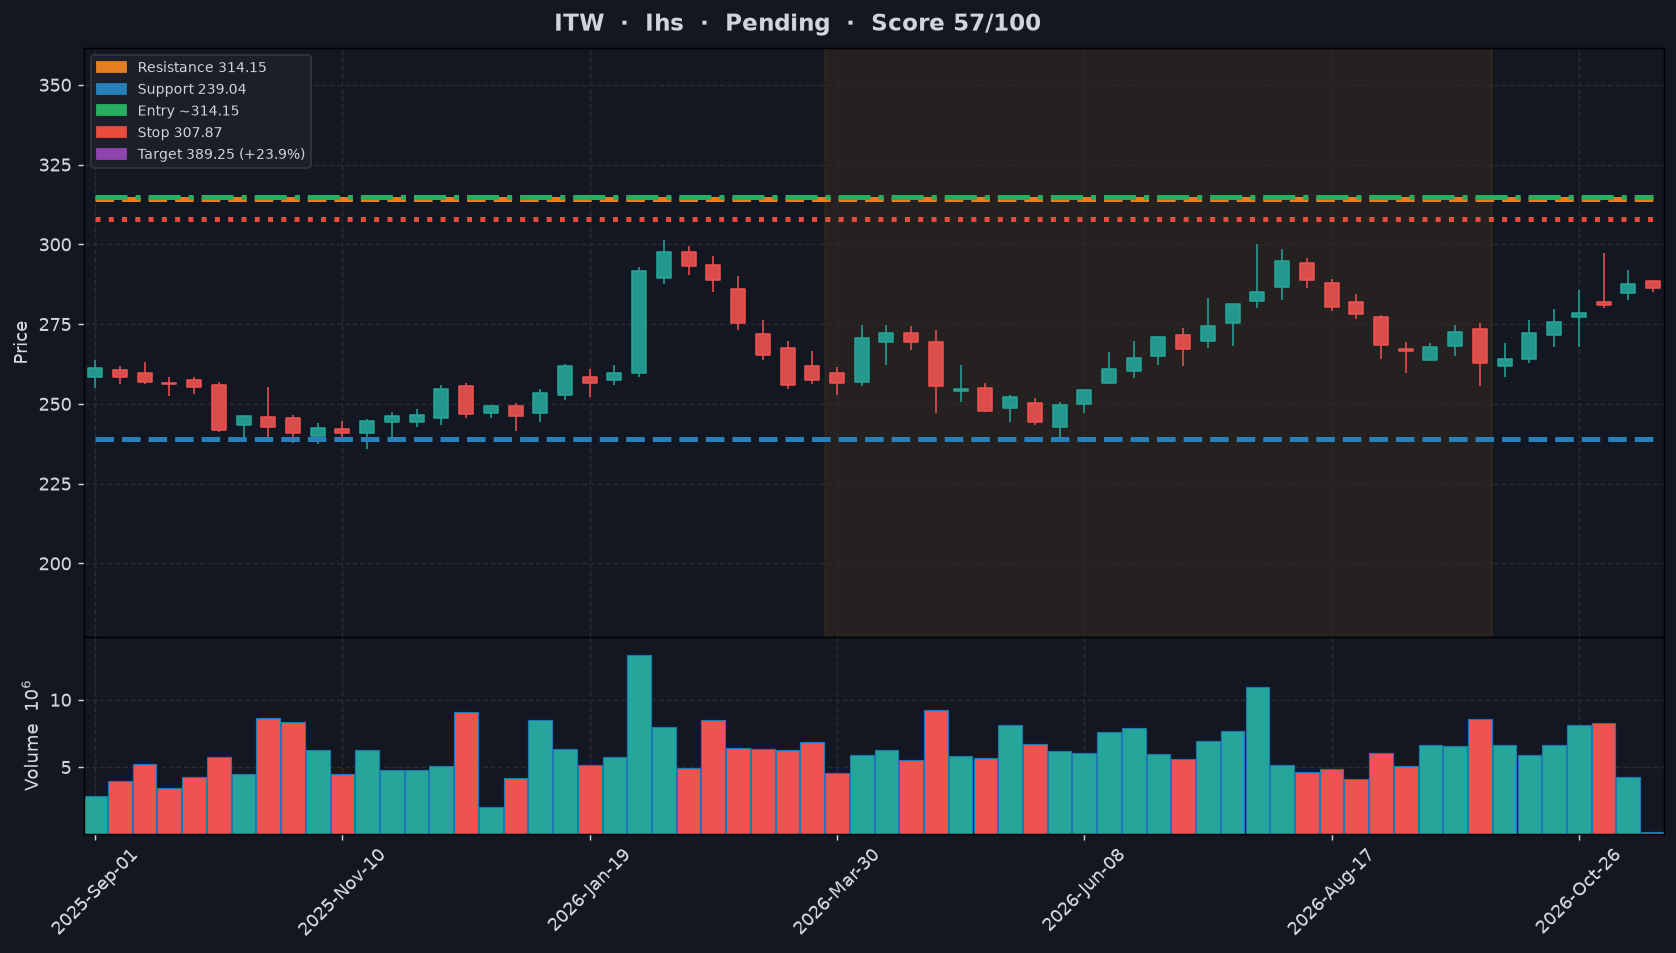 ITW · Ihs · Pending · Score 57/100
Resistance 314.15
Support 239.04
Entry ~314.15
Stop 307.87
Target 389.25 (+23.9%)
350
325
300
275
250
225
200
Price
10
5
Volume 10⁶
2025-Sep-01
2025-Nov-10
2026-Jan-19
2026-Mar-30
2026-Jun-08
2026-Aug-17
2026-Oct-26